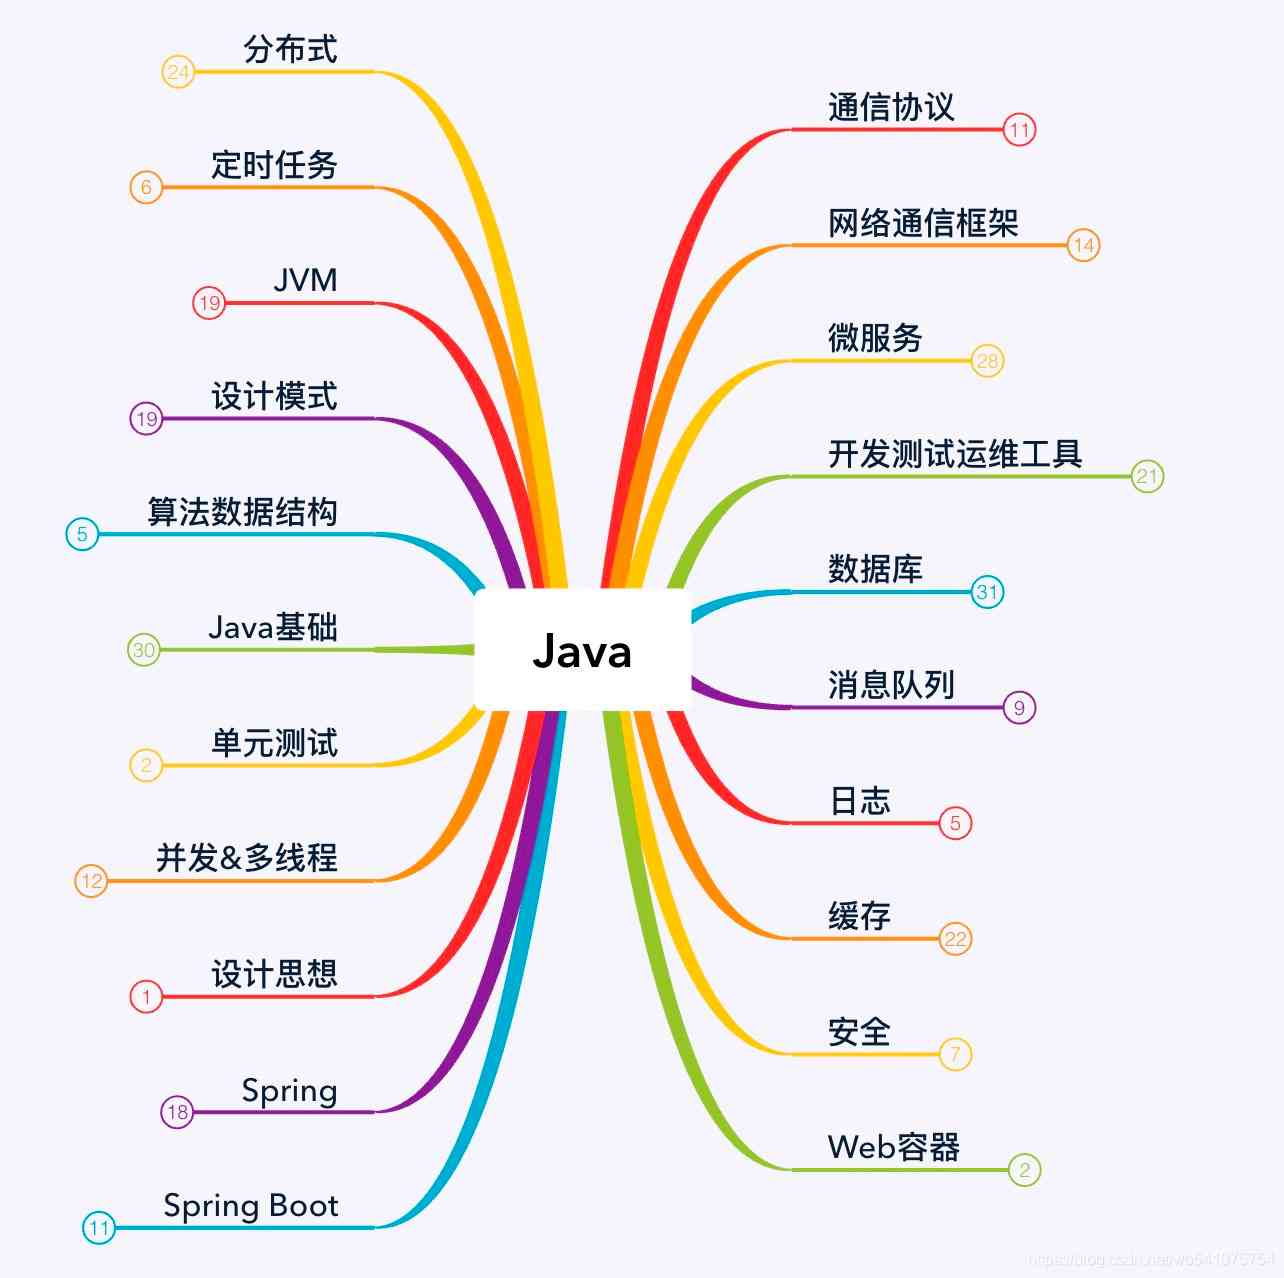 Java
通信协议 11
网络通信框架 14
微服务 28
开发测试运维工具 21
数据库 31
消息队列 9
日志 5
缓存 22
安全 7
Web容器 2
24 分布式
6 定时任务
19 JVM
19 设计模式
5 算法数据结构
30 Java基础
2 单元测试
12 并发&多线程
1 设计思想
18 Spring
11 Spring Boot